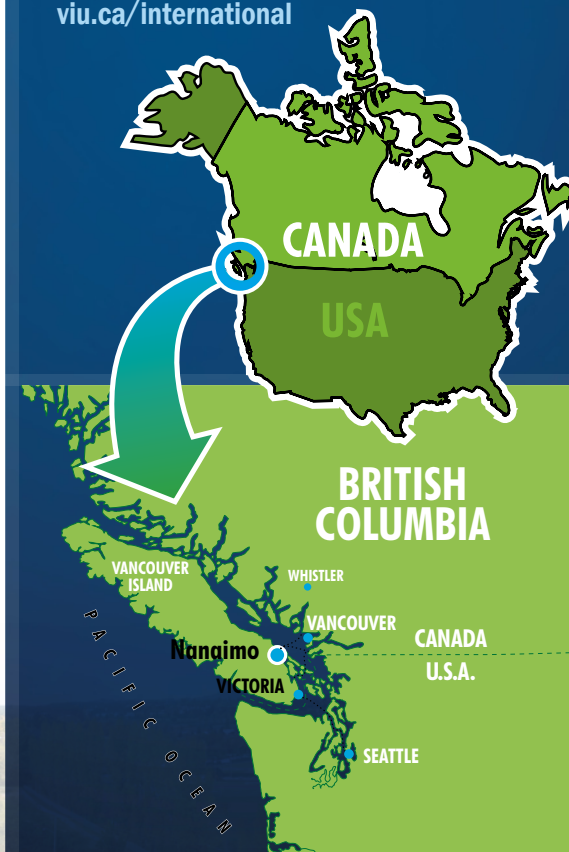 viu.ca/international
CANADA
USA
BRITISH
COLUMBIA
VANCOUVER
ISLAND
WHISTLER
VANCOUVER
Nanaimo
CANADA
U.S.A.
VICTORIA
SEATTLE
PACIFIC OCEAN